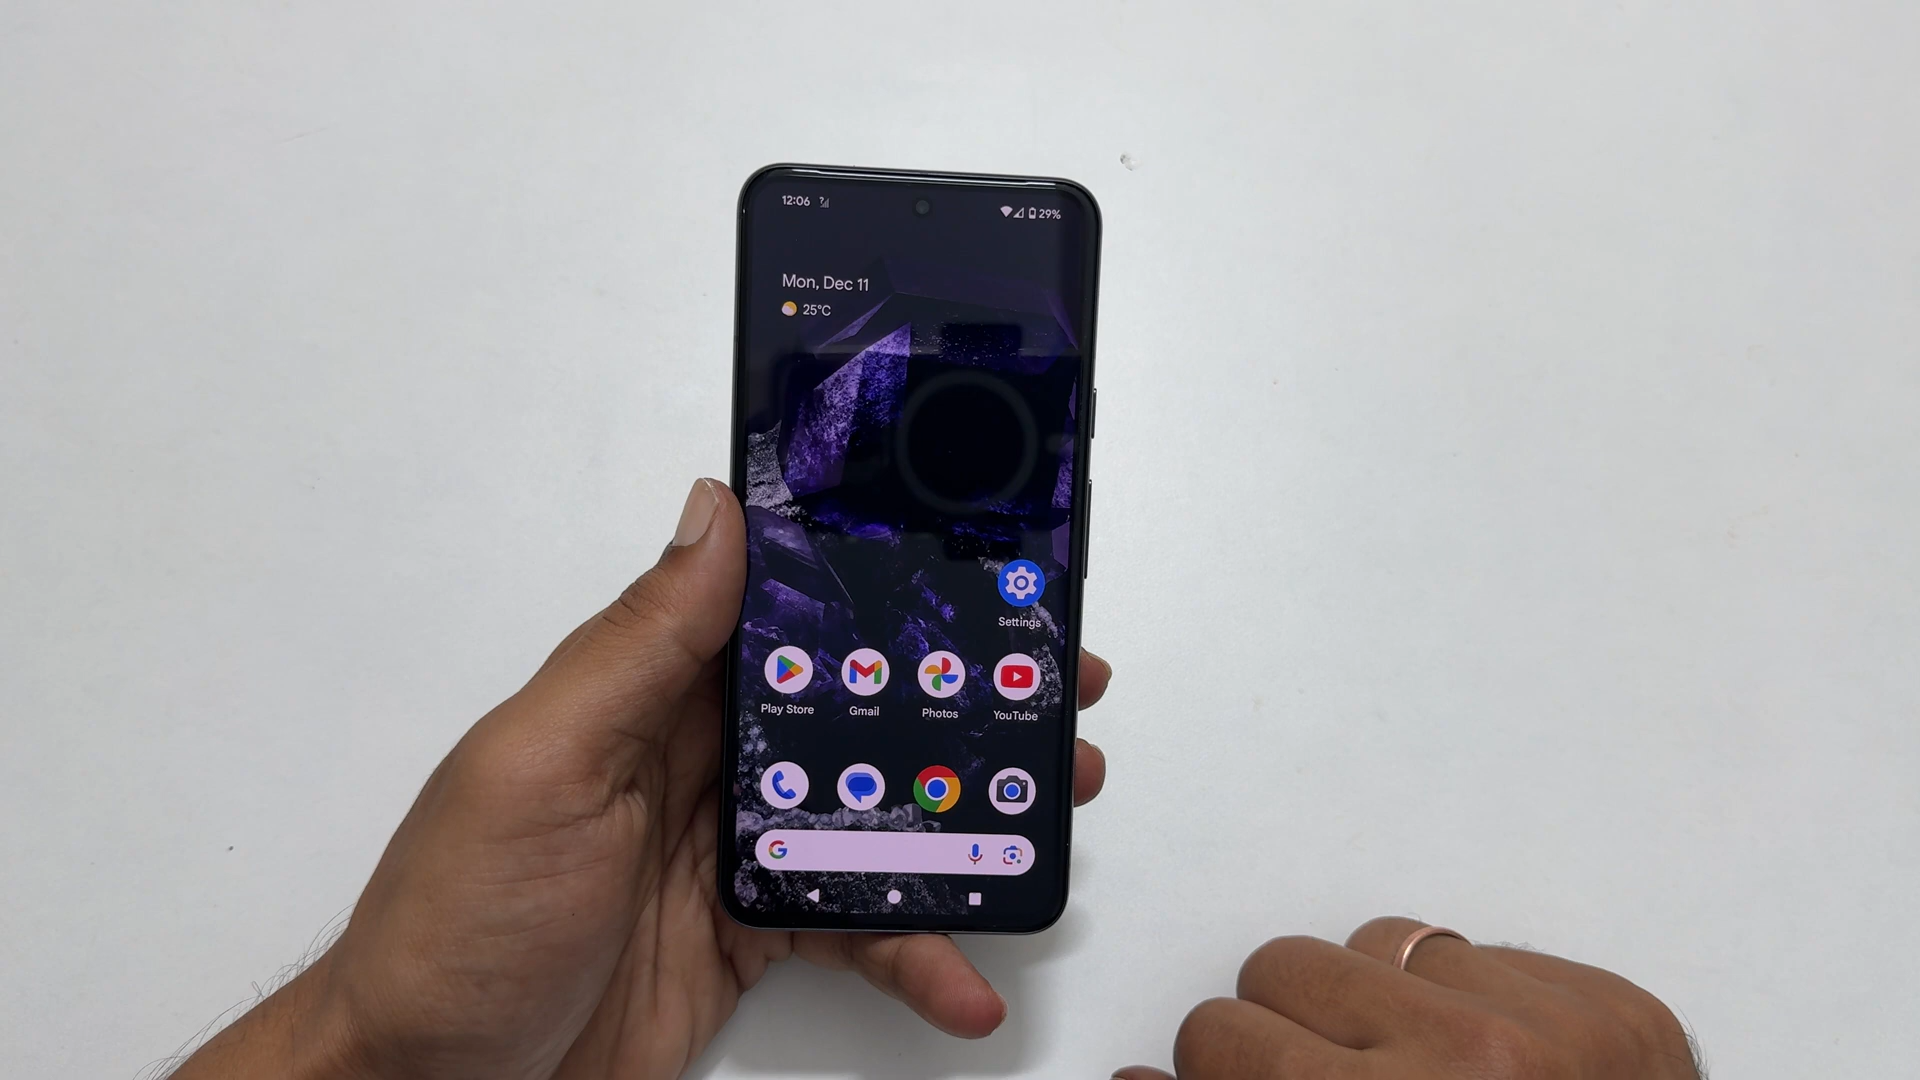 12:06
29%
Mon, Dec 11
25°C
Settings
Play Store
Gmail
Photos
YouTube